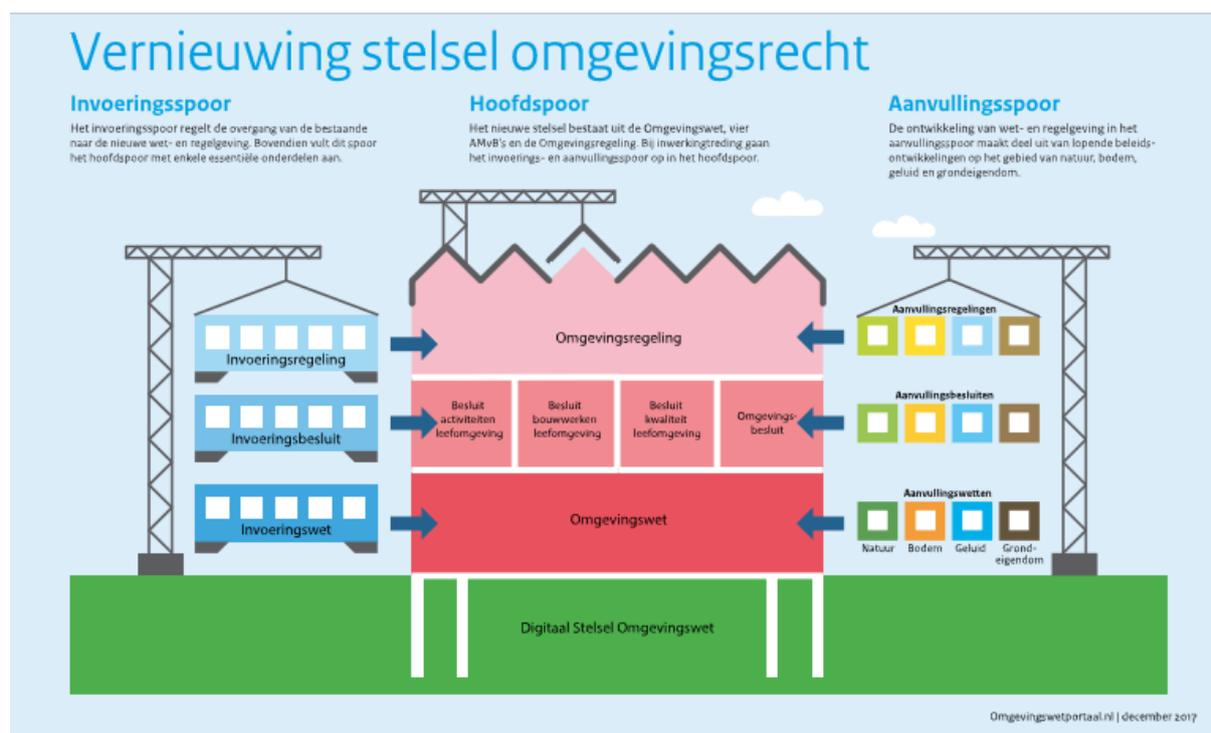 Vernieuwing stelsel omgevingsrecht
Invoeringsspoor
Het invoeringsspoor regelt de overgang van de bestaande
naar de nieuwe wet- en regelgeving. Bovendien vult dit spoor
het hoofdspoor met enkele essentiële onderdelen aan.
Hoofdspoor
Het nieuwe stelsel bestaat uit de Omgevingswet, vier
AMvB's en de Omgevingsregeling. Bij inwerkingtreding gaan
het invoerings- en aanvullingsspoor op in het hoofdspoor.
Aanvullingsspoor
De ontwikkeling van wet- en regelgeving in het
aanvullingsspoor maakt deel uit van lopende beleids-
ontwikkelingen op het gebied van natuur, bodem,
geluid en grondeigendom.
Invoeringsregeling
Invoeringsbesluit
Invoeringswet
Omgevingsregeling
Besluit
activiteiten
leefomgeving
Besluit
bouwwerken
leefomgeving
Besluit
kwaliteit
leefomgeving
Omgevings-
besluit
Omgevingswet
Digitaal Stelsel Omgevingswet
Aanvullingsregelingen
Aanvullingsbesluiten
Aanvullingswetten
Natuur
Bodem
Geluid
Grond-
eigendom
Omgevingswetportaal.nl | december 2017